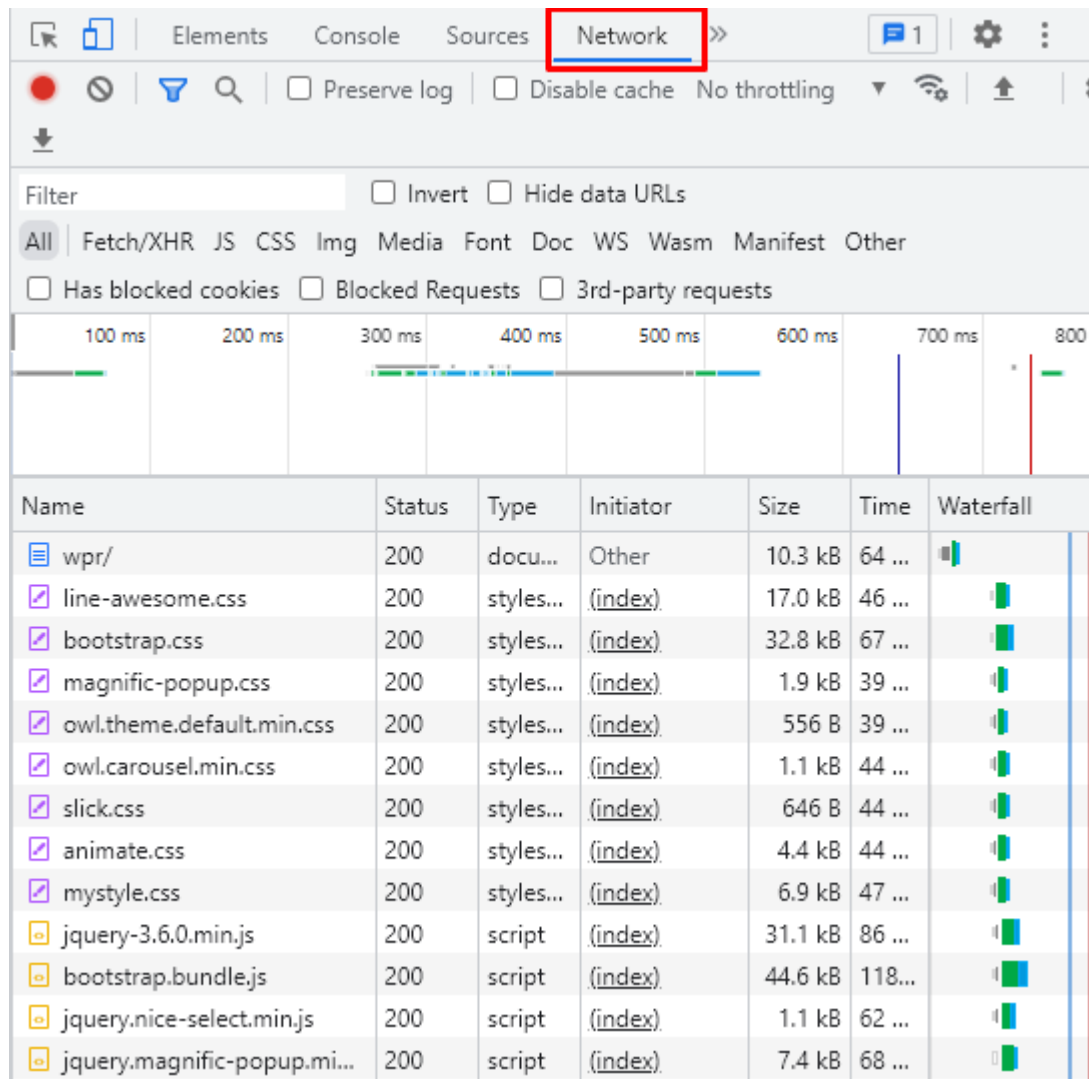 Elements Console Sources Network » 1
Preserve log Disable cache No throttling
Filter Invert Hide data URLs
All Fetch/XHR JS CSS Img Media Font Doc WS Wasm Manifest Other
Has blocked cookies Blocked Requests 3rd-party requests
100 ms 200 ms 300 ms 400 ms 500 ms 600 ms 700 ms 800
Name Status Type Initiator Size Time Waterfall
wpr/ 200 docu... Other 10.3 kB 64 ...
line-awesome.css 200 styles... (index) 17.0 kB 46 ...
bootstrap.css 200 styles... (index) 32.8 kB 67 ...
magnific-popup.css 200 styles... (index) 1.9 kB 39 ...
owl.theme.default.min.css 200 styles... (index) 556 B 39 ...
owl.carousel.min.css 200 styles... (index) 1.1 kB 44 ...
slick.css 200 styles... (index) 646 B 44 ...
animate.css 200 styles... (index) 4.4 kB 44 ...
mystyle.css 200 styles... (index) 6.9 kB 47 ...
jquery-3.6.0.min.js 200 script (index) 31.1 kB 86 ...
bootstrap.bundle.js 200 script (index) 44.6 kB 118...
jquery.nice-select.min.js 200 script (index) 1.1 kB 62 ...
jquery.magnific-popup.mi... 200 script (index) 7.4 kB 68 ...